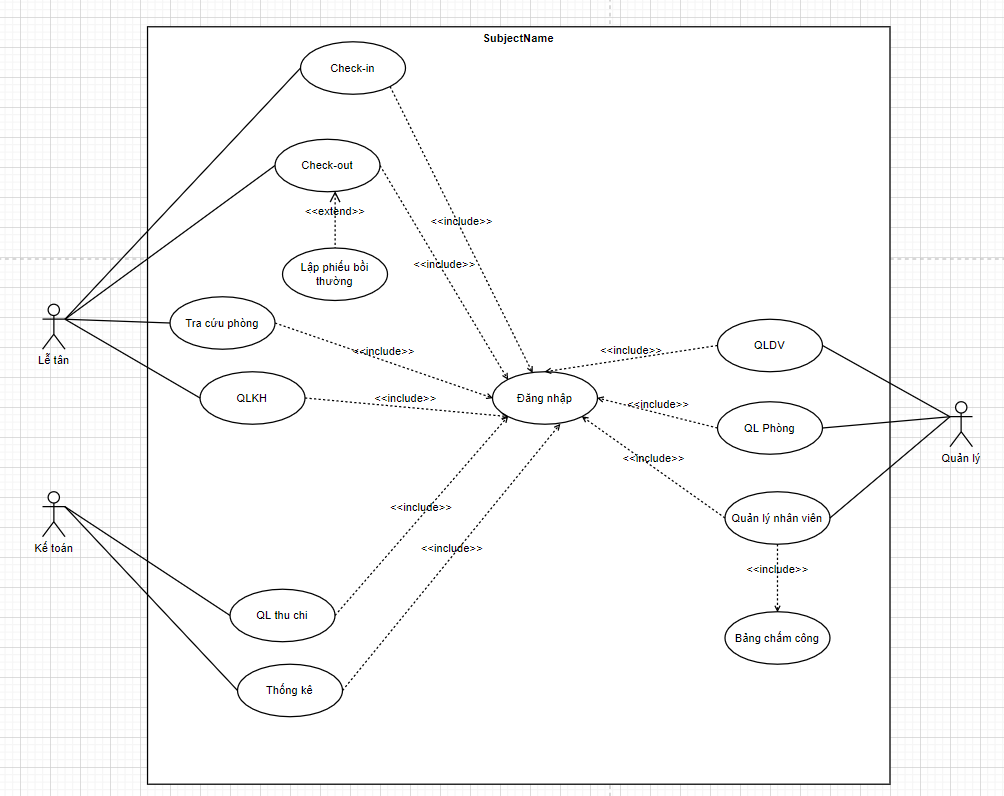 SubjectName
Check-in
Check-out
<<extend>>
<<include>>
<<include>>
Lập phiếu bồi
thường
Tra cứu phòng
Lễ tân
<<include>>
<<include>>
QLDV
QLKH
<<include>>
Đăng nhập
<<include>>
QL Phòng
Quản lý
<<include>>
Kế toán
<<include>>
Quản lý nhân viên
<<include>>
<<include>>
QL thu chi
Bảng chấm công
Thống kê